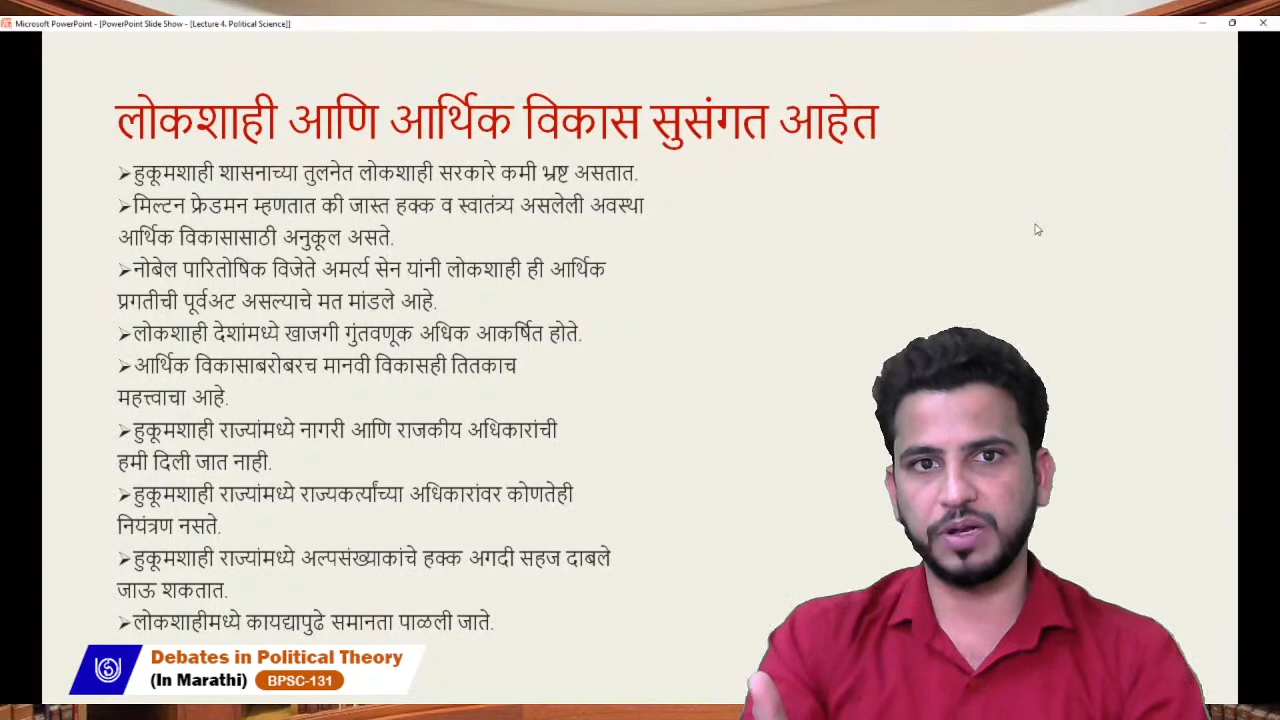 Microsoft PowerPoint - [PowerPoint Slide Show - [Lecture 4. Political Science]]
लोकशाही आणि आर्थिक विकास सुसंगत आहेत
➢हुकूमशाही शासनाच्या तुलनेत लोकशाही सरकारे कमी भ्रष्ट असतात.
➢मिल्टन फ्रेडमन म्हणतात की जास्त हक्क व स्वातंत्र्य असलेली अवस्था
आर्थिक विकासासाठी अनुकूल असते.
➢नोबेल पारितोषिक विजेते अमर्त्य सेन यांनी लोकशाही ही आर्थिक
प्रगतीची पूर्वअट असल्याचे मत मांडले आहे.
➢लोकशाही देशांमध्ये खाजगी गुंतवणूक अधिक आकर्षित होते.
➢आर्थिक विकासाबरोबरच मानवी विकासही तितकाच
महत्त्वाचा आहे.
➢हुकूमशाही राज्यांमध्ये नागरी आणि राजकीय अधिकारांची
हमी दिली जात नाही.
➢हुकूमशाही राज्यांमध्ये राज्यकर्त्यांच्या अधिकारांवर कोणतेही
नियंत्रण नसते.
➢हुकूमशाही राज्यांमध्ये अल्पसंख्याकांचे हक्क अगदी सहज दाबले
जाऊ शकतात.
➢लोकशाहीमध्ये कायद्यापुढे समानता पाळली जाते.
Debates in Political Theory
(In Marathi) BPSC-131